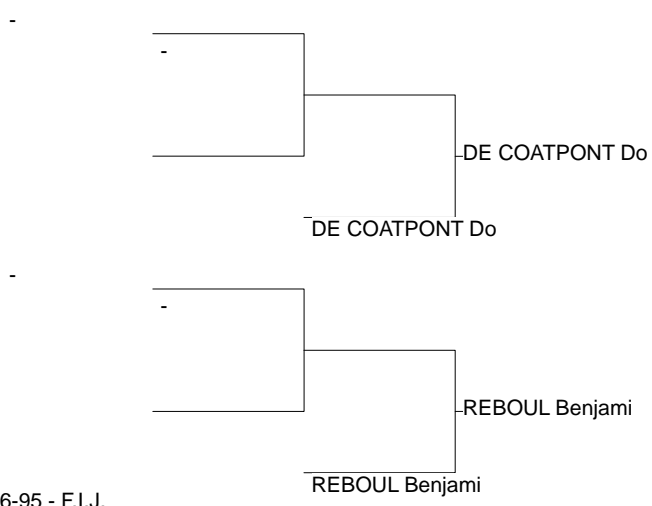 -
-
DE COATPONT Do
DE COATPONT Do
-
-
REBOUL Benjami
REBOUL Benjami
6-95 - F.I.J.